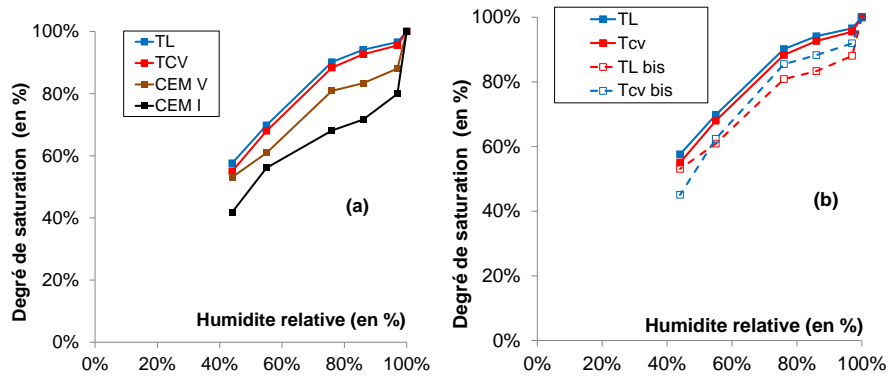 Degré de saturation (en %)
100%
80%
60%
40%
20%
0%
TL
TCV
CEM V
CEM I
(a)
Humidite relative (en %)
0% 20% 40% 60% 80% 100%
Degré de saturation (en %)
100%
80%
60%
40%
20%
0%
TL
Tcv
TL bis
Tcv bis
(b)
Humidite relative (en %)
0% 20% 40% 60% 80% 100%